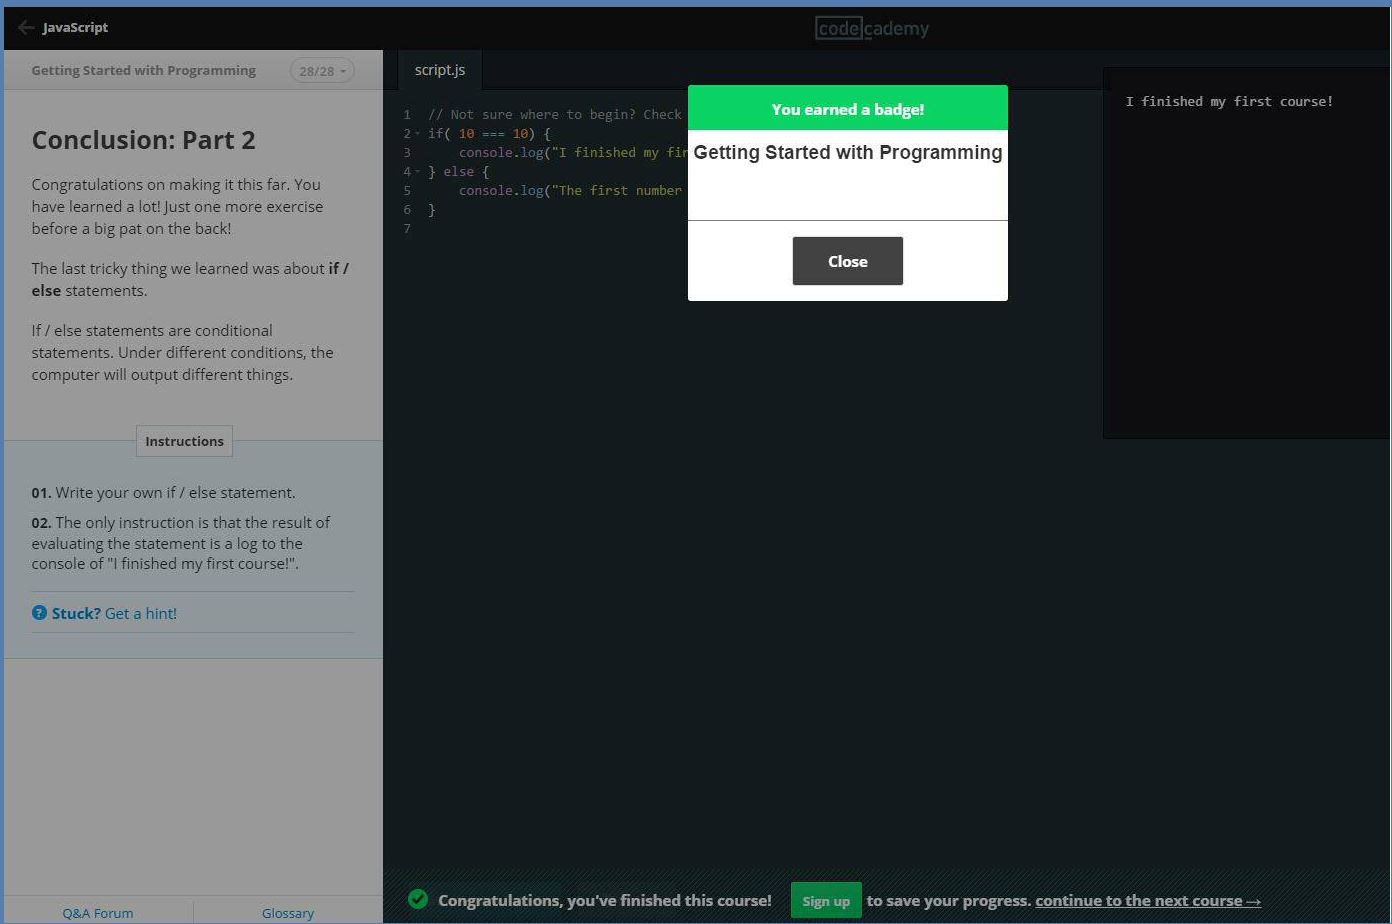 JavaScript
codecademy
Getting Started with Programming
28/28
Conclusion: Part 2
Congratulations on making it this far. You
have learned a lot! Just one more exercise
before a big pat on the back!
The last tricky thing we learned was about if /
else statements.
If / else statements are conditional
statements. Under different conditions, the
computer will output different things.
Instructions
01. Write your own if / else statement.
02. The only instruction is that the result of
evaluating the statement is a log to the
console of "I finished my first course!".
? Stuck? Get a hint!
Q&A Forum
Glossary
script.js
1 // Not sure where to begin? Check
2 if( 10 === 10) {
3 console.log("I finished my fir
4 } else {
5 console.log("The first number
6 }
7
You earned a badge!
Getting Started with Programming
Close
I finished my first course!
Congratulations, you've finished this course! Sign up to save your progress. continue to the next course→